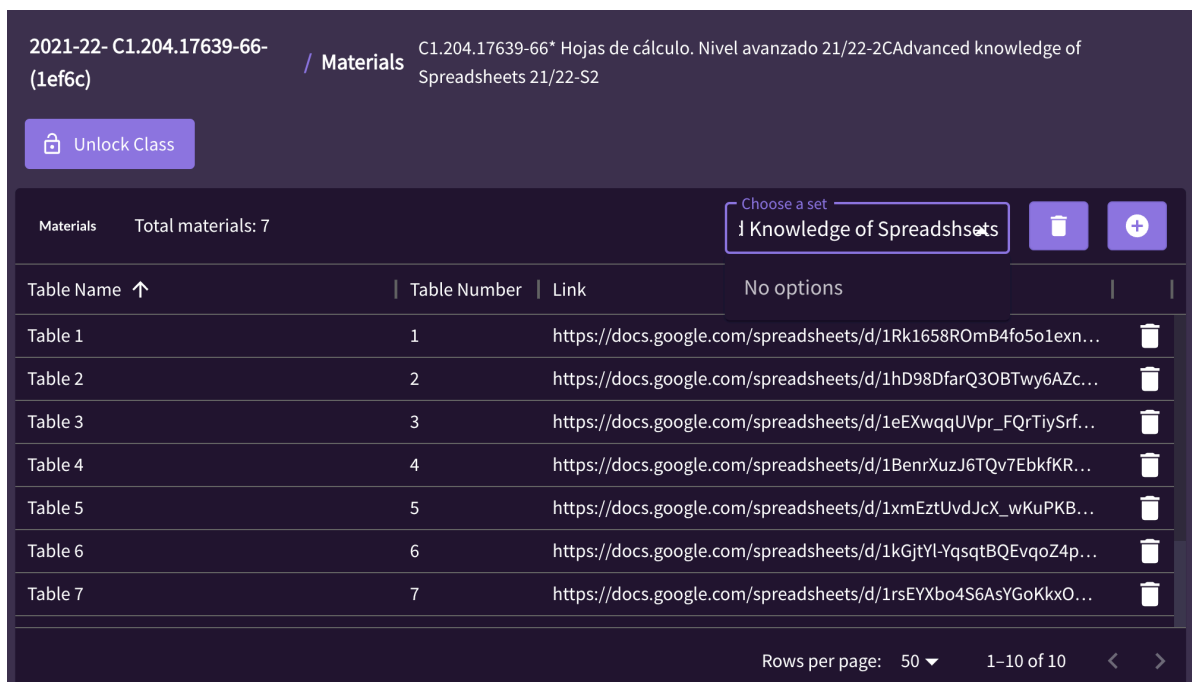 2021-22- C1.204.17639-66-
(1ef6c)
/ Materials
C1.204.17639-66* Hojas de cálculo. Nivel avanzado 21/22-2CAdvanced knowledge of
Spreadsheets 21/22-S2
Unlock Class
Materials
Total materials: 7
Choose a set
d Knowledge of Spreadshsets
No options
Table Name
Table Number
Link
Table 1 1 https://docs.google.com/spreadsheets/d/1Rk1658ROmB4fo5o1exn...
Table 2 2 https://docs.google.com/spreadsheets/d/1hD98DfarQ3OBTwy6AZc...
Table 3 3 https://docs.google.com/spreadsheets/d/1eEXwqqUVpr_FQrTiySrf...
Table 4 4 https://docs.google.com/spreadsheets/d/1BenrXuzJ6TQv7EbkfKR...
Table 5 5 https://docs.google.com/spreadsheets/d/1xmEztUvdJcX_wKuPKB...
Table 6 6 https://docs.google.com/spreadsheets/d/1kGjtYl-YqsqtBQEvqoZ4p...
Table 7 7 https://docs.google.com/spreadsheets/d/1rsEYXbo4S6AsYGoKkxO...
Rows per page: 50 1–10 of 10